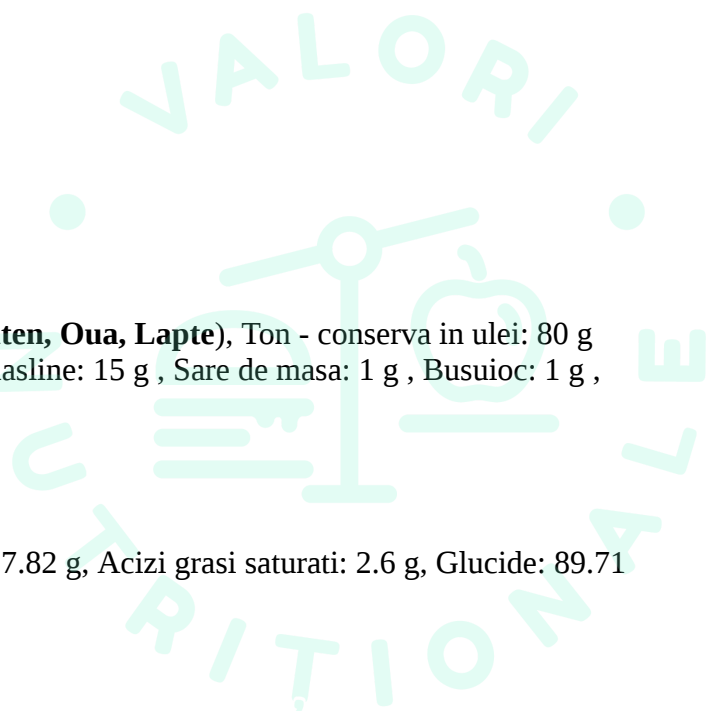 VALORI
ten, Oua, Lapte), Ton - conserva in ulei: 80 g
asline: 15 g , Sare de masa: 1 g , Busuioc: 1 g ,
7.82 g, Acizi grasi saturati: 2.6 g, Glucide: 89.71
NUTRITIONALE